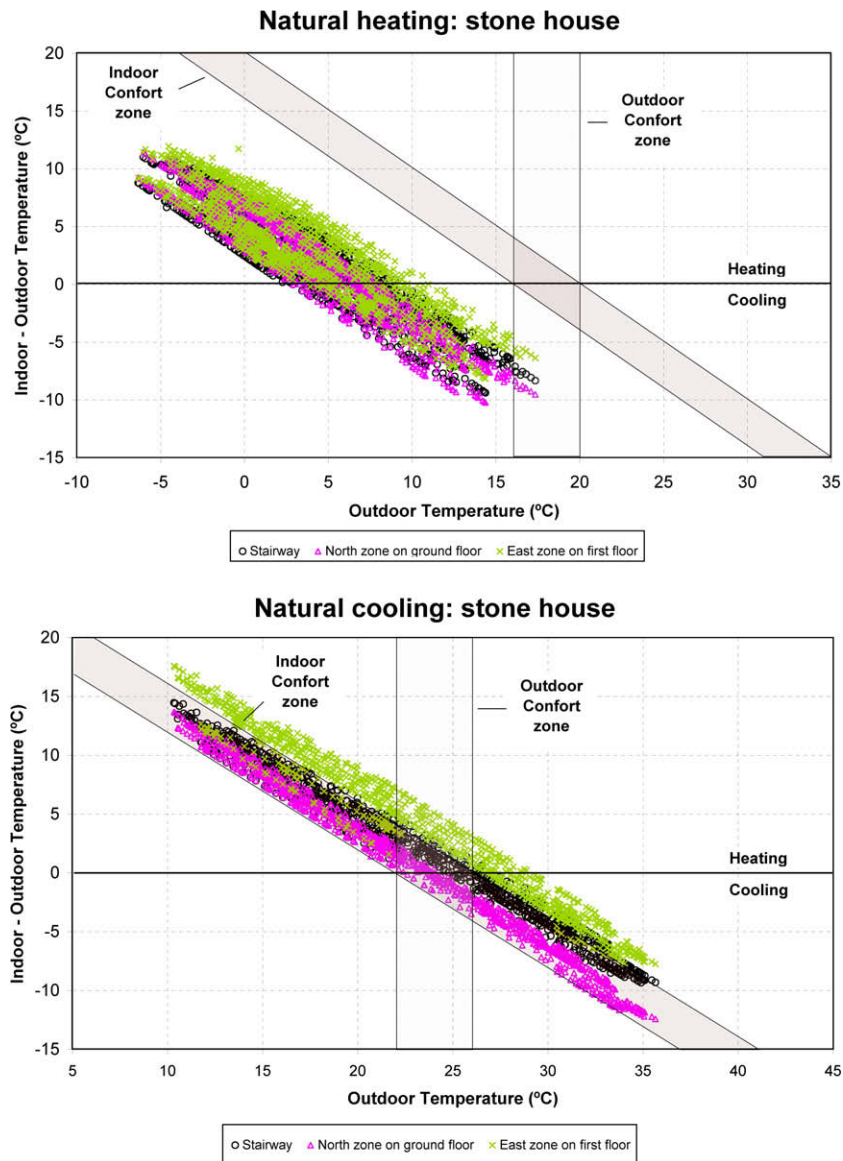 Natural heating: stone house
20
15
10
5
0
-5
-10
-15
Indoor - Outdoor Temperature (ºC)
Indoor
Confort
zone
Outdoor
Confort
zone
Heating
Cooling
-10
-5
0
5
10
15
20
25
30
35
Outdoor Temperature (ºC)
Stairway
North zone on ground floor
East zone on first floor
Natural cooling: stone house
20
15
10
5
0
-5
-10
-15
Indoor - Outdoor Temperature (ºC)
Indoor
Confort
zone
Outdoor
Confort
zone
Heating
Cooling
5
10
15
20
25
30
35
40
45
Outdoor Temperature (ºC)
Stairway
North zone on ground floor
East zone on first floor